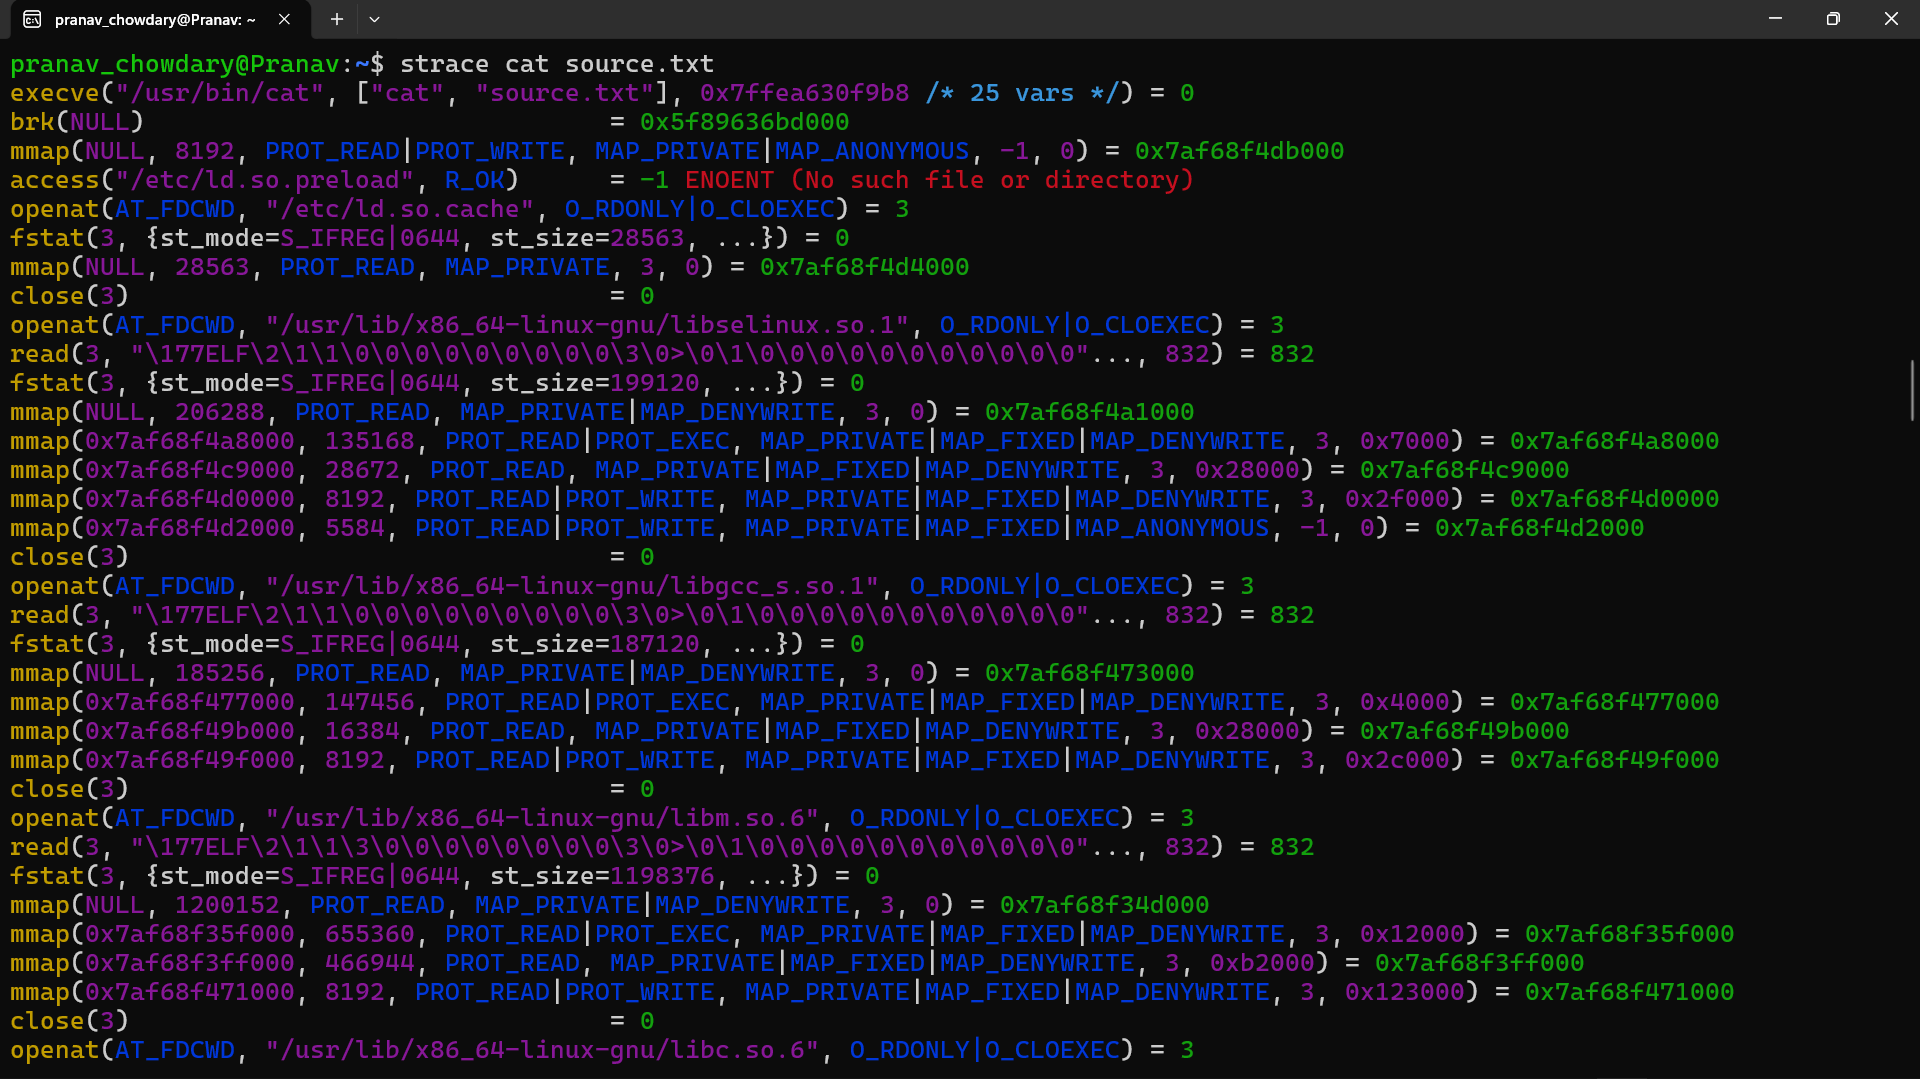 pranav_chowdary@Pranav: ~
pranav_chowdary@Pranav:~$ strace cat source.txt
execve("/usr/bin/cat", ["cat", "source.txt"], 0x7ffea630f9b8 /* 25 vars */) = 0
brk(NULL)                               = 0x5f89636bd000
mmap(NULL, 8192, PROT_READ|PROT_WRITE, MAP_PRIVATE|MAP_ANONYMOUS, -1, 0) = 0x7af68f4db000
access("/etc/ld.so.preload", R_OK)      = -1 ENOENT (No such file or directory)
openat(AT_FDCWD, "/etc/ld.so.cache", O_RDONLY|O_CLOEXEC) = 3
fstat(3, {st_mode=S_IFREG|0644, st_size=28563, ...}) = 0
mmap(NULL, 28563, PROT_READ, MAP_PRIVATE, 3, 0) = 0x7af68f4d4000
close(3)                                = 0
openat(AT_FDCWD, "/usr/lib/x86_64-linux-gnu/libselinux.so.1", O_RDONLY|O_CLOEXEC) = 3
read(3, "\177ELF\2\1\1\0\0\0\0\0\0\0\0\0\3\0>\0\1\0\0\0\0\0\0\0\0\0\0\0"..., 832) = 832
fstat(3, {st_mode=S_IFREG|0644, st_size=199120, ...}) = 0
mmap(NULL, 206288, PROT_READ, MAP_PRIVATE|MAP_DENYWRITE, 3, 0) = 0x7af68f4a1000
mmap(0x7af68f4a8000, 135168, PROT_READ|PROT_EXEC, MAP_PRIVATE|MAP_FIXED|MAP_DENYWRITE, 3, 0x7000) = 0x7af68f4a8000
mmap(0x7af68f4c9000, 28672, PROT_READ, MAP_PRIVATE|MAP_FIXED|MAP_DENYWRITE, 3, 0x28000) = 0x7af68f4c9000
mmap(0x7af68f4d0000, 8192, PROT_READ|PROT_WRITE, MAP_PRIVATE|MAP_FIXED|MAP_DENYWRITE, 3, 0x2f000) = 0x7af68f4d0000
mmap(0x7af68f4d2000, 5584, PROT_READ|PROT_WRITE, MAP_PRIVATE|MAP_FIXED|MAP_ANONYMOUS, -1, 0) = 0x7af68f4d2000
close(3)                                = 0
openat(AT_FDCWD, "/usr/lib/x86_64-linux-gnu/libgcc_s.so.1", O_RDONLY|O_CLOEXEC) = 3
read(3, "\177ELF\2\1\1\0\0\0\0\0\0\0\0\0\3\0>\0\1\0\0\0\0\0\0\0\0\0\0\0"..., 832) = 832
fstat(3, {st_mode=S_IFREG|0644, st_size=187120, ...}) = 0
mmap(NULL, 185256, PROT_READ, MAP_PRIVATE|MAP_DENYWRITE, 3, 0) = 0x7af68f473000
mmap(0x7af68f477000, 147456, PROT_READ|PROT_EXEC, MAP_PRIVATE|MAP_FIXED|MAP_DENYWRITE, 3, 0x4000) = 0x7af68f477000
mmap(0x7af68f49b000, 16384, PROT_READ, MAP_PRIVATE|MAP_FIXED|MAP_DENYWRITE, 3, 0x28000) = 0x7af68f49b000
mmap(0x7af68f49f000, 8192, PROT_READ|PROT_WRITE, MAP_PRIVATE|MAP_FIXED|MAP_DENYWRITE, 3, 0x2c000) = 0x7af68f49f000
close(3)                                = 0
openat(AT_FDCWD, "/usr/lib/x86_64-linux-gnu/libm.so.6", O_RDONLY|O_CLOEXEC) = 3
read(3, "\177ELF\2\1\1\3\0\0\0\0\0\0\0\0\3\0>\0\1\0\0\0\0\0\0\0\0\0\0\0"..., 832) = 832
fstat(3, {st_mode=S_IFREG|0644, st_size=1198376, ...}) = 0
mmap(NULL, 1200152, PROT_READ, MAP_PRIVATE|MAP_DENYWRITE, 3, 0) = 0x7af68f34d000
mmap(0x7af68f35f000, 655360, PROT_READ|PROT_EXEC, MAP_PRIVATE|MAP_FIXED|MAP_DENYWRITE, 3, 0x12000) = 0x7af68f35f000
mmap(0x7af68f3ff000, 466944, PROT_READ, MAP_PRIVATE|MAP_FIXED|MAP_DENYWRITE, 3, 0xb2000) = 0x7af68f3ff000
mmap(0x7af68f471000, 8192, PROT_READ|PROT_WRITE, MAP_PRIVATE|MAP_FIXED|MAP_DENYWRITE, 3, 0x123000) = 0x7af68f471000
close(3)                                = 0
openat(AT_FDCWD, "/usr/lib/x86_64-linux-gnu/libc.so.6", O_RDONLY|O_CLOEXEC) = 3